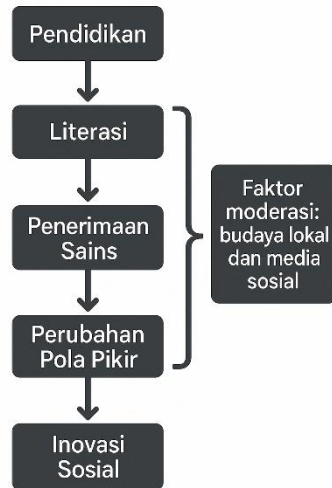 Pendidikan
Literasi
Penerimaan
Sains
Perubahan
Pola Pikir
Inovasi
Sosial
Faktor
moderasi:
budaya lokal
dan media
sosial